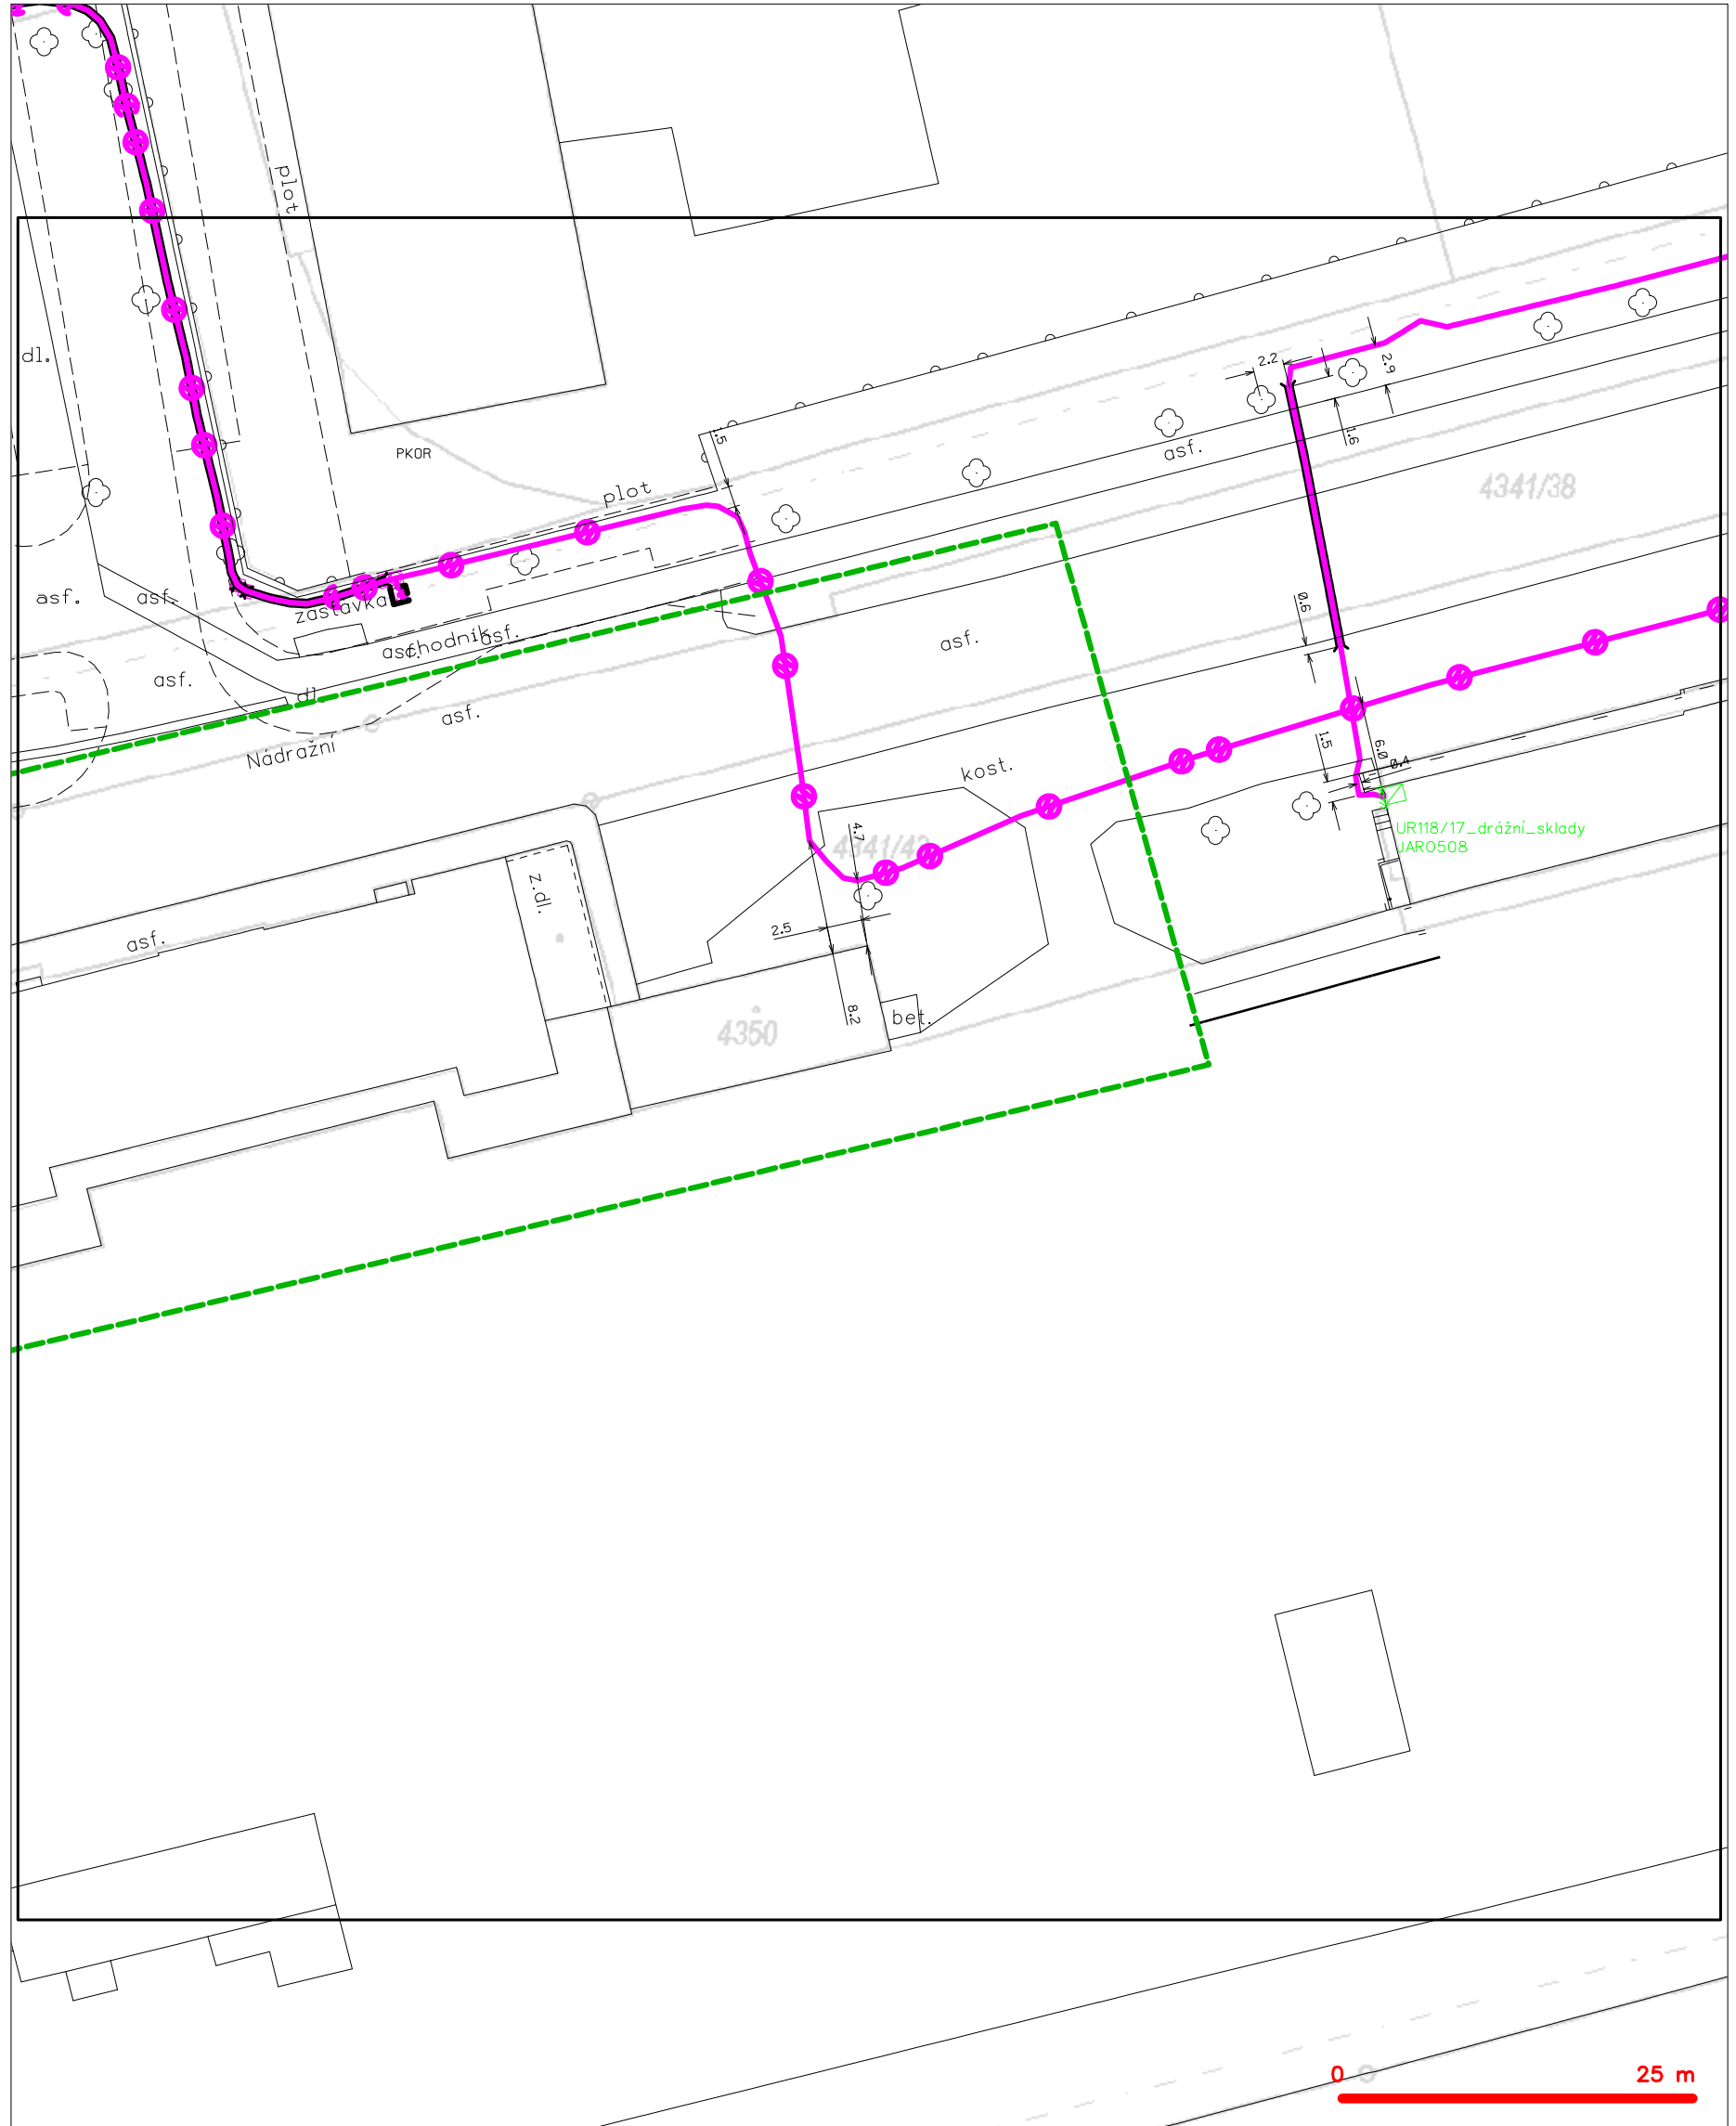 plot
dl.
2.2
2.9
1.5
1.6
asf.
PKOR
plot
4341/38
asf.
asf.
zastávka
0.6
chodník
asf.
asf.
asf.
asf.
dl.
asf.
Nádražní
1.5
6.0
0.4
kost.
UR118/17_drážní_sklady
JARO508
4.7
z.dl.
2.5
asf.
8.2
bet.
4350
0
25 m